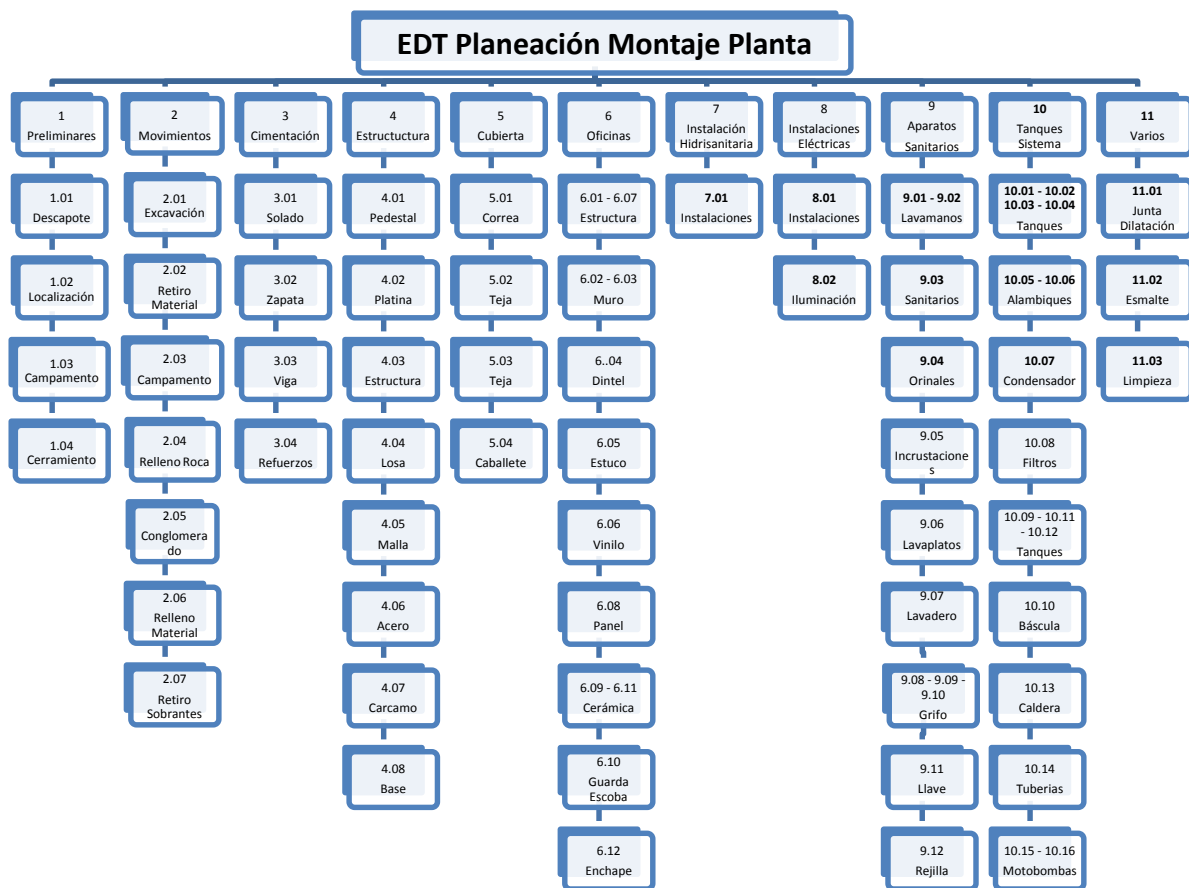 EDT Planeación Montaje Planta
1
Preliminares
1.01
Descapote
1.02
Localización
1.03
Campamento
1.04
Cerramiento
2
Movimientos
2.01
Excavación
2.02
Retiro
Material
2.03
Campamento
2.04
Relleno Roca
2.05
Conglomera
do
2.06
Relleno
Material
2.07
Retiro
Sobrantes
3
Cimentación
3.01
Solado
3.02
Zapata
3.03
Viga
3.04
Refuerzos
4
Estructuctura
4.01
Pedestal
4.02
Platina
4.03
Estructura
4.04
Losa
4.05
Malla
4.06
Acero
4.07
Carcamo
4.08
Base
5
Cubierta
5.01
Correa
5.02
Teja
5.03
Teja
5.04
Caballete
6
Oficinas
6.01 - 6.07
Estructura
6.02 - 6.03
Muro
6..04
Dintel
6.05
Estuco
6.06
Vinilo
6.08
Panel
6.09 - 6.11
Cerámica
6.10
Guarda
Escoba
6.12
Enchape
7
Instalación
Hidrisanitaria
7.01
Instalaciones
8
Instalaciones
Eléctricas
8.01
Instalaciones
8.02
Iluminación
9
Aparatos
Sanitarios
9.01 - 9.02
Lavamanos
9.03
Sanitarios
9.04
Orinales
9.05
Incrustacione
s
9.06
Lavaplatos
9.07
Lavadero
9.08 - 9.09 -
9.10
Grifo
9.11
Llave
9.12
Rejilla
10
Tanques
Sistema
10.01 - 10.02
10.03 - 10.04
Tanques
10.05 - 10.06
Alambiques
10.07
Condensador
10.08
Filtros
10.09 - 10.11
- 10.12
Tanques
10.10
Báscula
10.13
Caldera
10.14
Tuberias
10.15 - 10.16
Motobombas
11
Varios
11.01
Junta
Dilatación
11.02
Esmalte
11.03
Limpieza